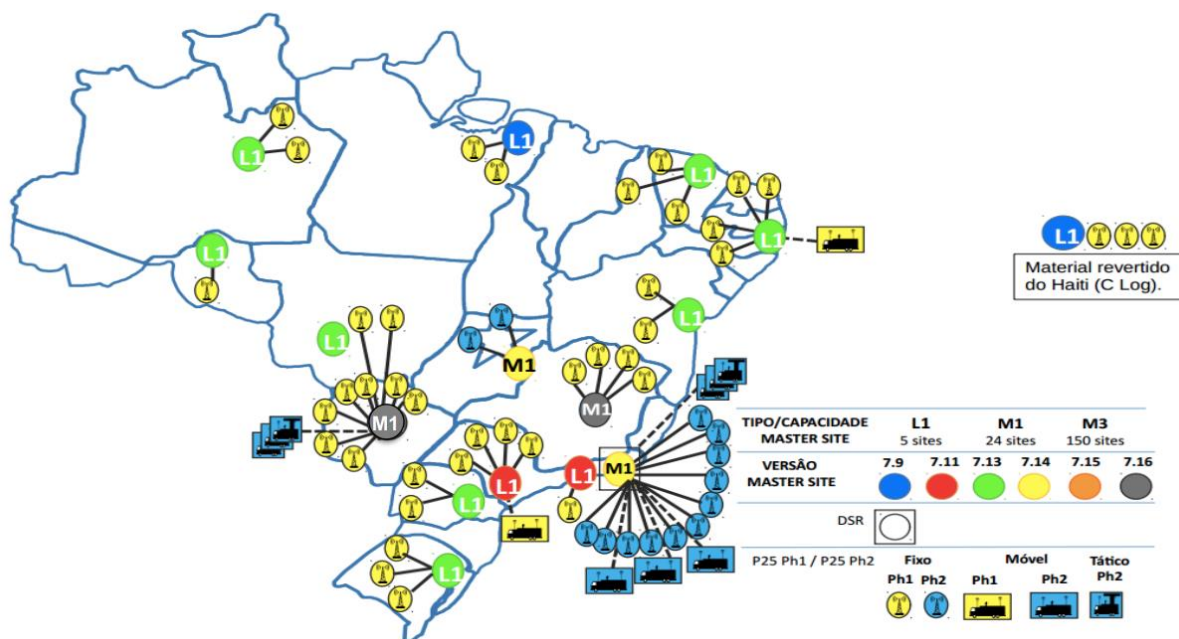 L1
L1
L1
L1
L1
L1
Material revertido
do Haiti (C Log).
L1
L1
M1
M1
M1
L1
L1
M1
L1
L1
TIPO/CAPACIDADE
MASTER SITE
L1
5 sites
M1
24 sites
M3
150 sites
VERSÂO
MASTER SITE
7.9 7.11 7.13 7.14 7.15 7.16
DSR
P25 Ph1 / P25 Ph2
Fixo Móvel Tático
Ph1 Ph2 Ph1 Ph2 Ph2